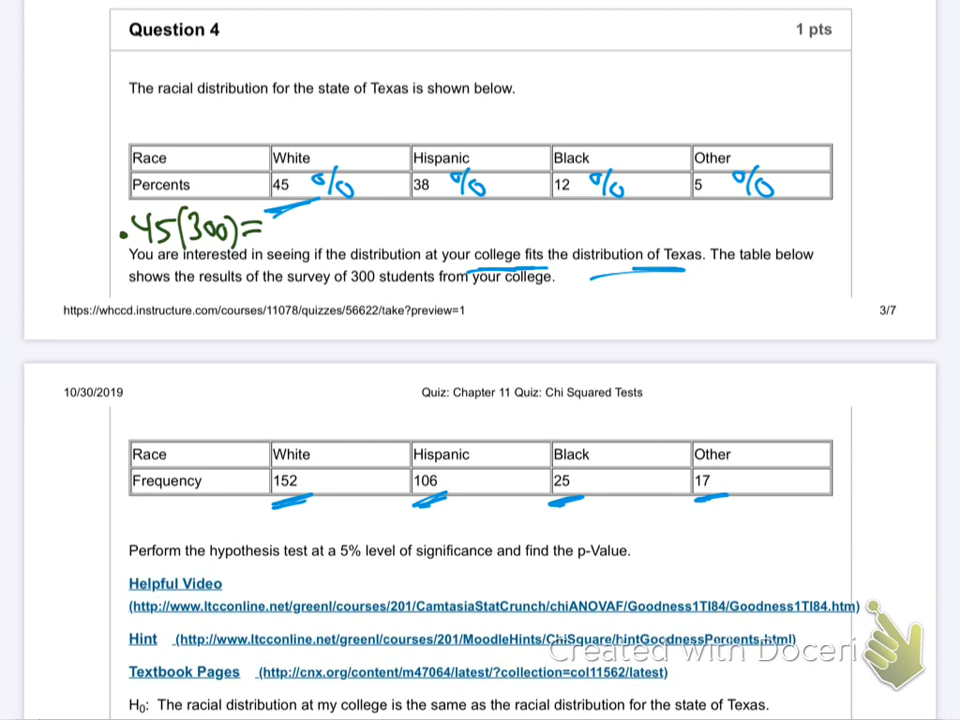 Question 4 1 pts
The racial distribution for the state of Texas is shown below.
Race White Hispanic Black Other
Percents 45 % 38 % 12 % 5 %
.45(300)=
You are interested in seeing if the distribution at your college fits the distribution of Texas. The table below
shows the results of the survey of 300 students from your college.
https://whccd.instructure.com/courses/11078/quizzes/56622/take?preview=1 3/7
10/30/2019 Quiz: Chapter 11 Quiz: Chi Squared Tests
Race White Hispanic Black Other
Frequency 152 106 25 17
Perform the hypothesis test at a 5% level of significance and find the p-Value.
Helpful Video
(http://www.ltcconline.net/greenl/courses/201/CamtasiaStatCrunch/chiANOVAF/Goodness1TI84/Goodness1TI84.htm)
Hint (http://www.ltcconline.net/greenl/courses/201/MoodleHints/ChiSquare/hintGoodnessPercents.html)
Created with Doceri
Textbook Pages (http://cnx.org/content/m47064/latest/?collection=col11562/latest)
H₀: The racial distribution at my college is the same as the racial distribution for the state of Texas.